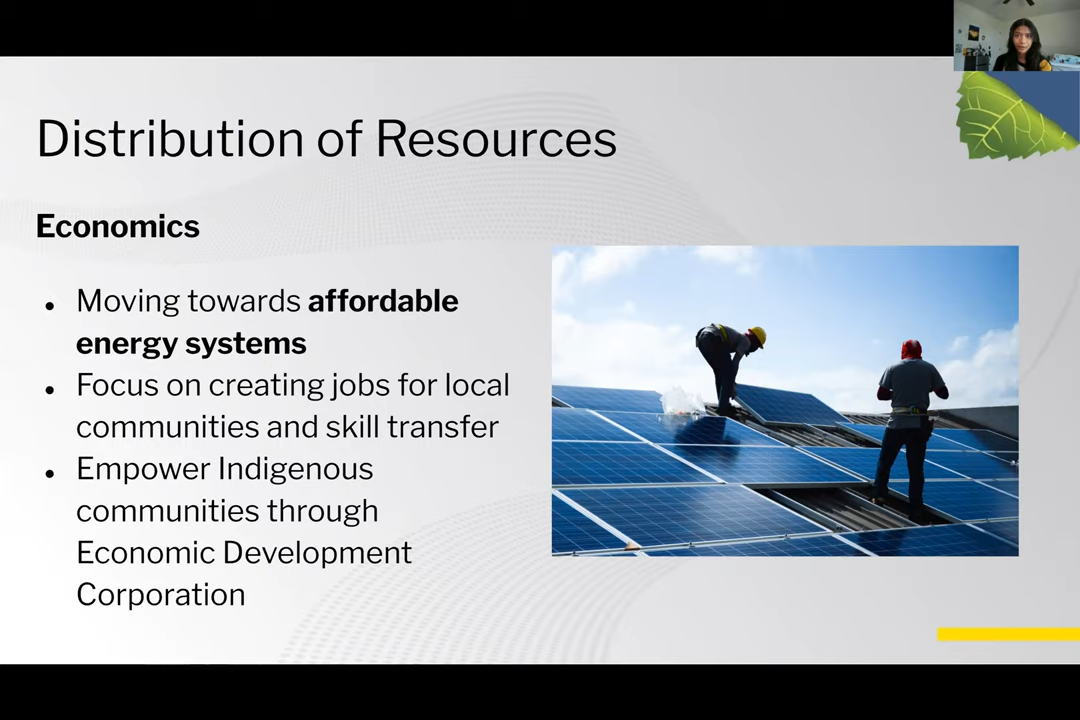 Distribution of Resources
Economics
● Moving towards affordable
energy systems
● Focus on creating jobs for local
communities and skill transfer
● Empower Indigenous
communities through
Economic Development
Corporation